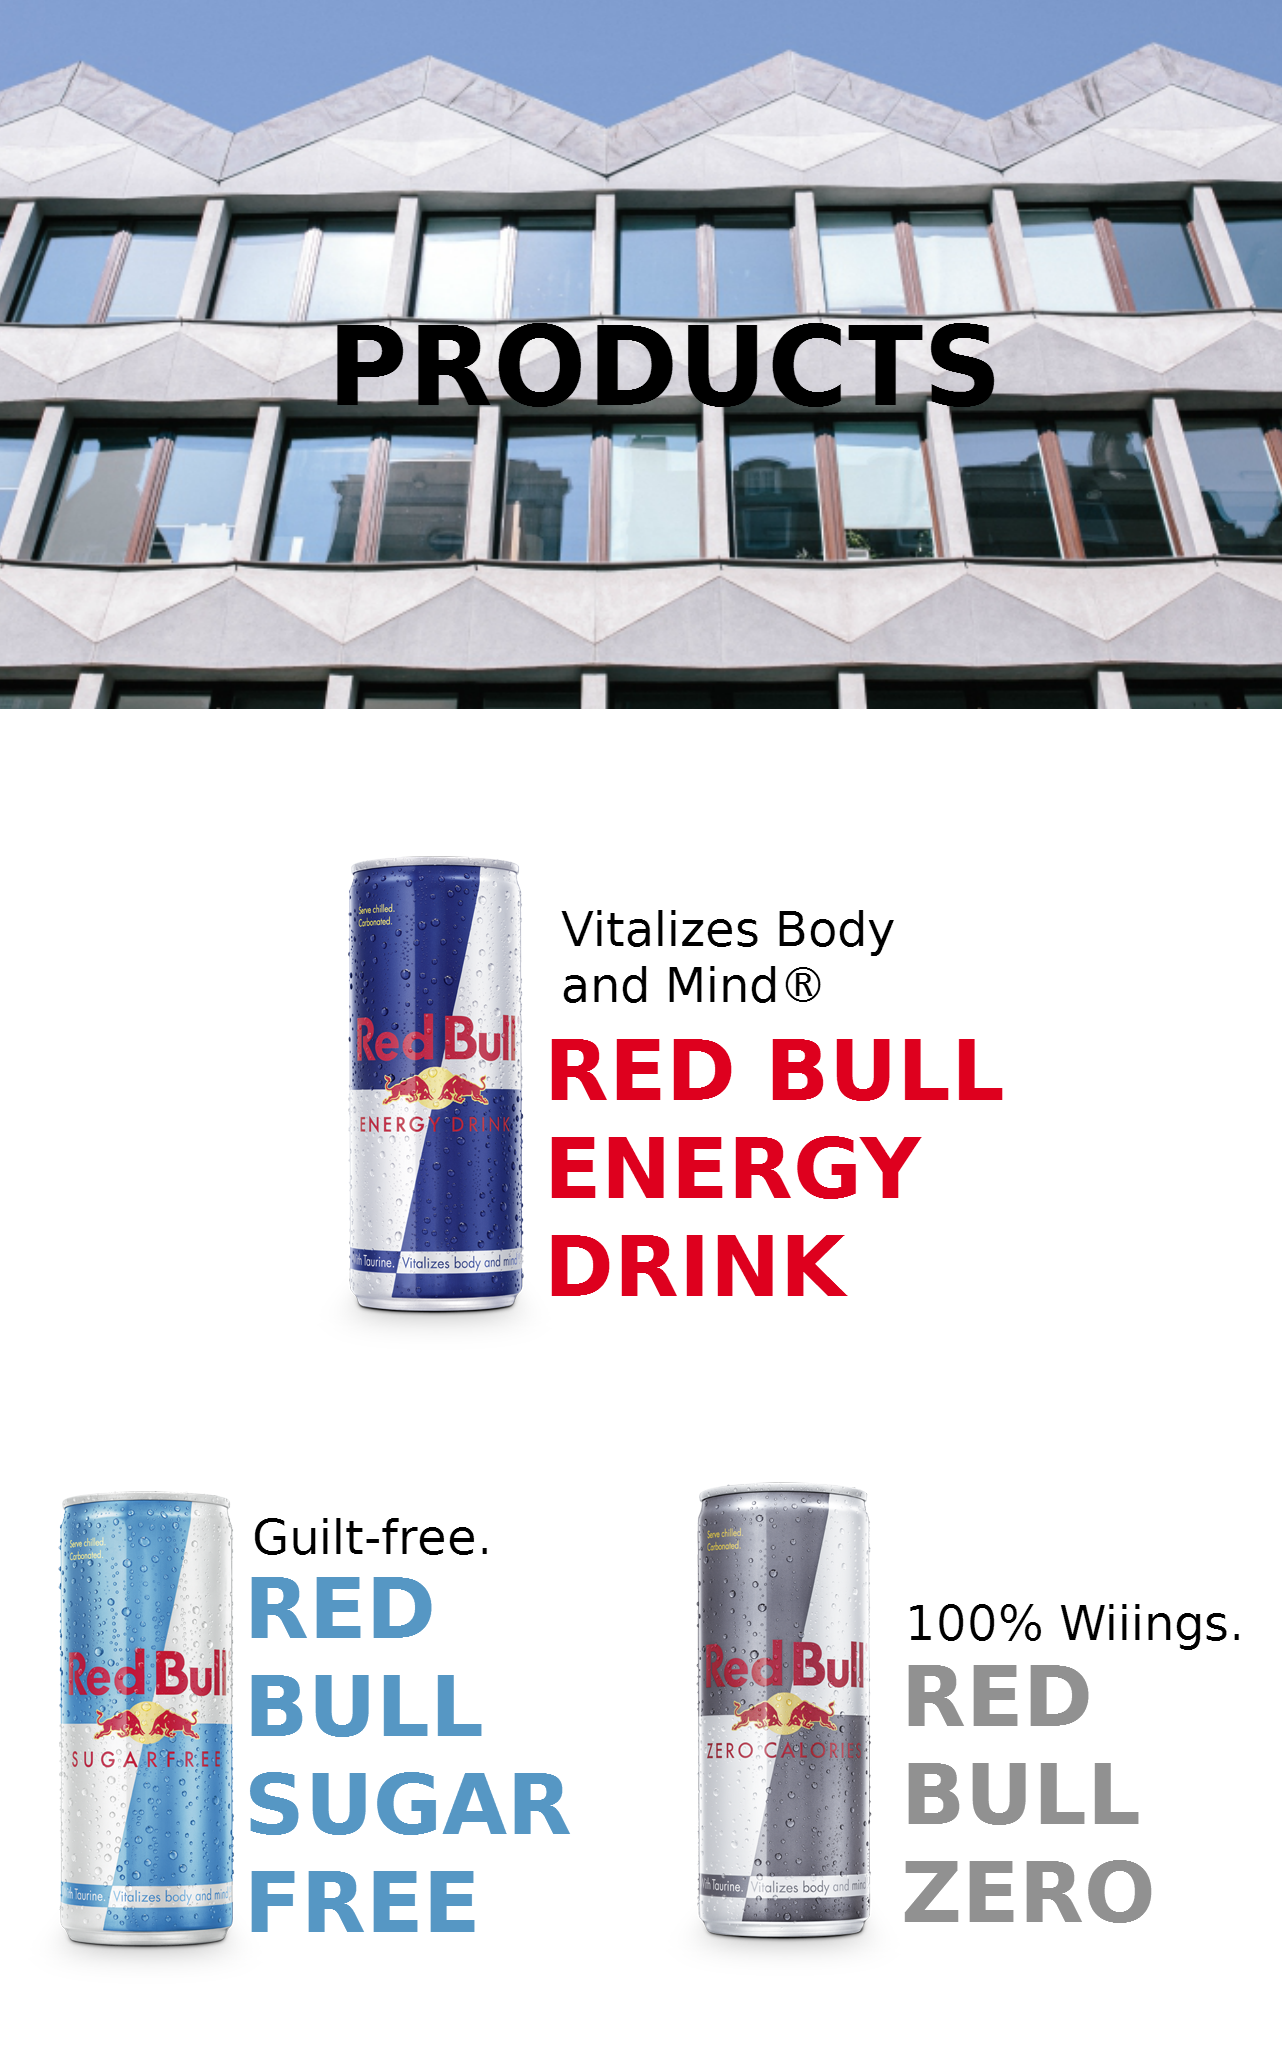 PRODUCTS
Serve chilled.
Carbonated.
Red Bull
ENERGY DRINK
Taurine. Vitalizes body and mind
Vitalizes Body
and Mind®
RED BULL
ENERGY
DRINK
Serve chilled.
Carbonated.
Red Bull
SUGARFREE
With Taurine. Vitalizes body and mind
Guilt-free.
RED
BULL
SUGAR
FREE
Serve chilled.
Carbonated.
Red Bull
ZERO CALORIES
With Taurine. Vitalizes body and mind
100% Wiiings.
RED
BULL
ZERO